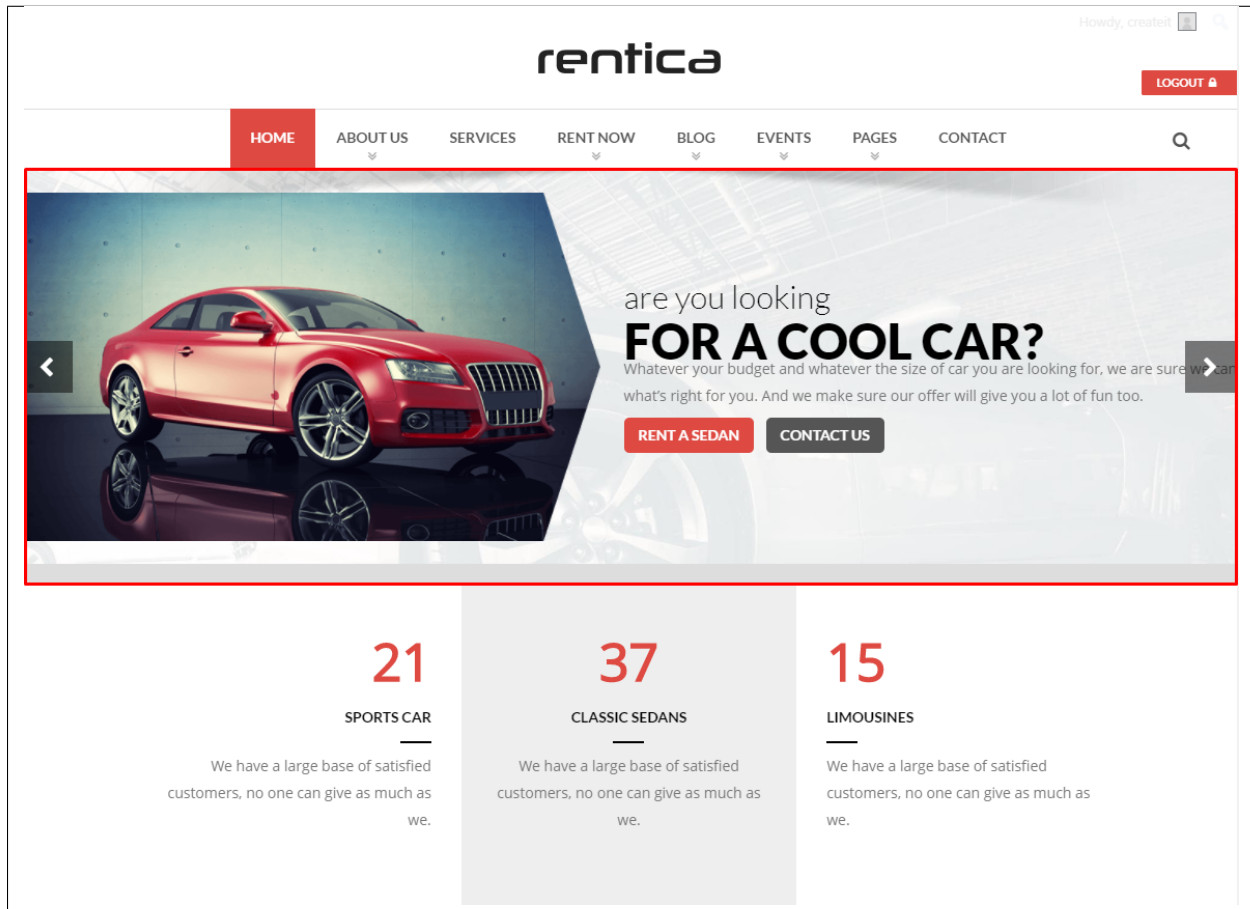 Howdy, createit
rentica
LOGOUT
HOME ABOUT US SERVICES RENT NOW BLOG EVENTS PAGES CONTACT
are you looking
FOR A COOL CAR?
Whatever your budget and whatever the size of car you are looking for, we are sure we can
what's right for you. And we make sure our offer will give you a lot of fun too.
RENT A SEDAN CONTACT US
21
SPORTS CAR
We have a large base of satisfied
customers, no one can give as much as
we.
37
CLASSIC SEDANS
We have a large base of satisfied
customers, no one can give as much as
we.
15
LIMOUSINES
We have a large base of satisfied
customers, no one can give as much as
we.